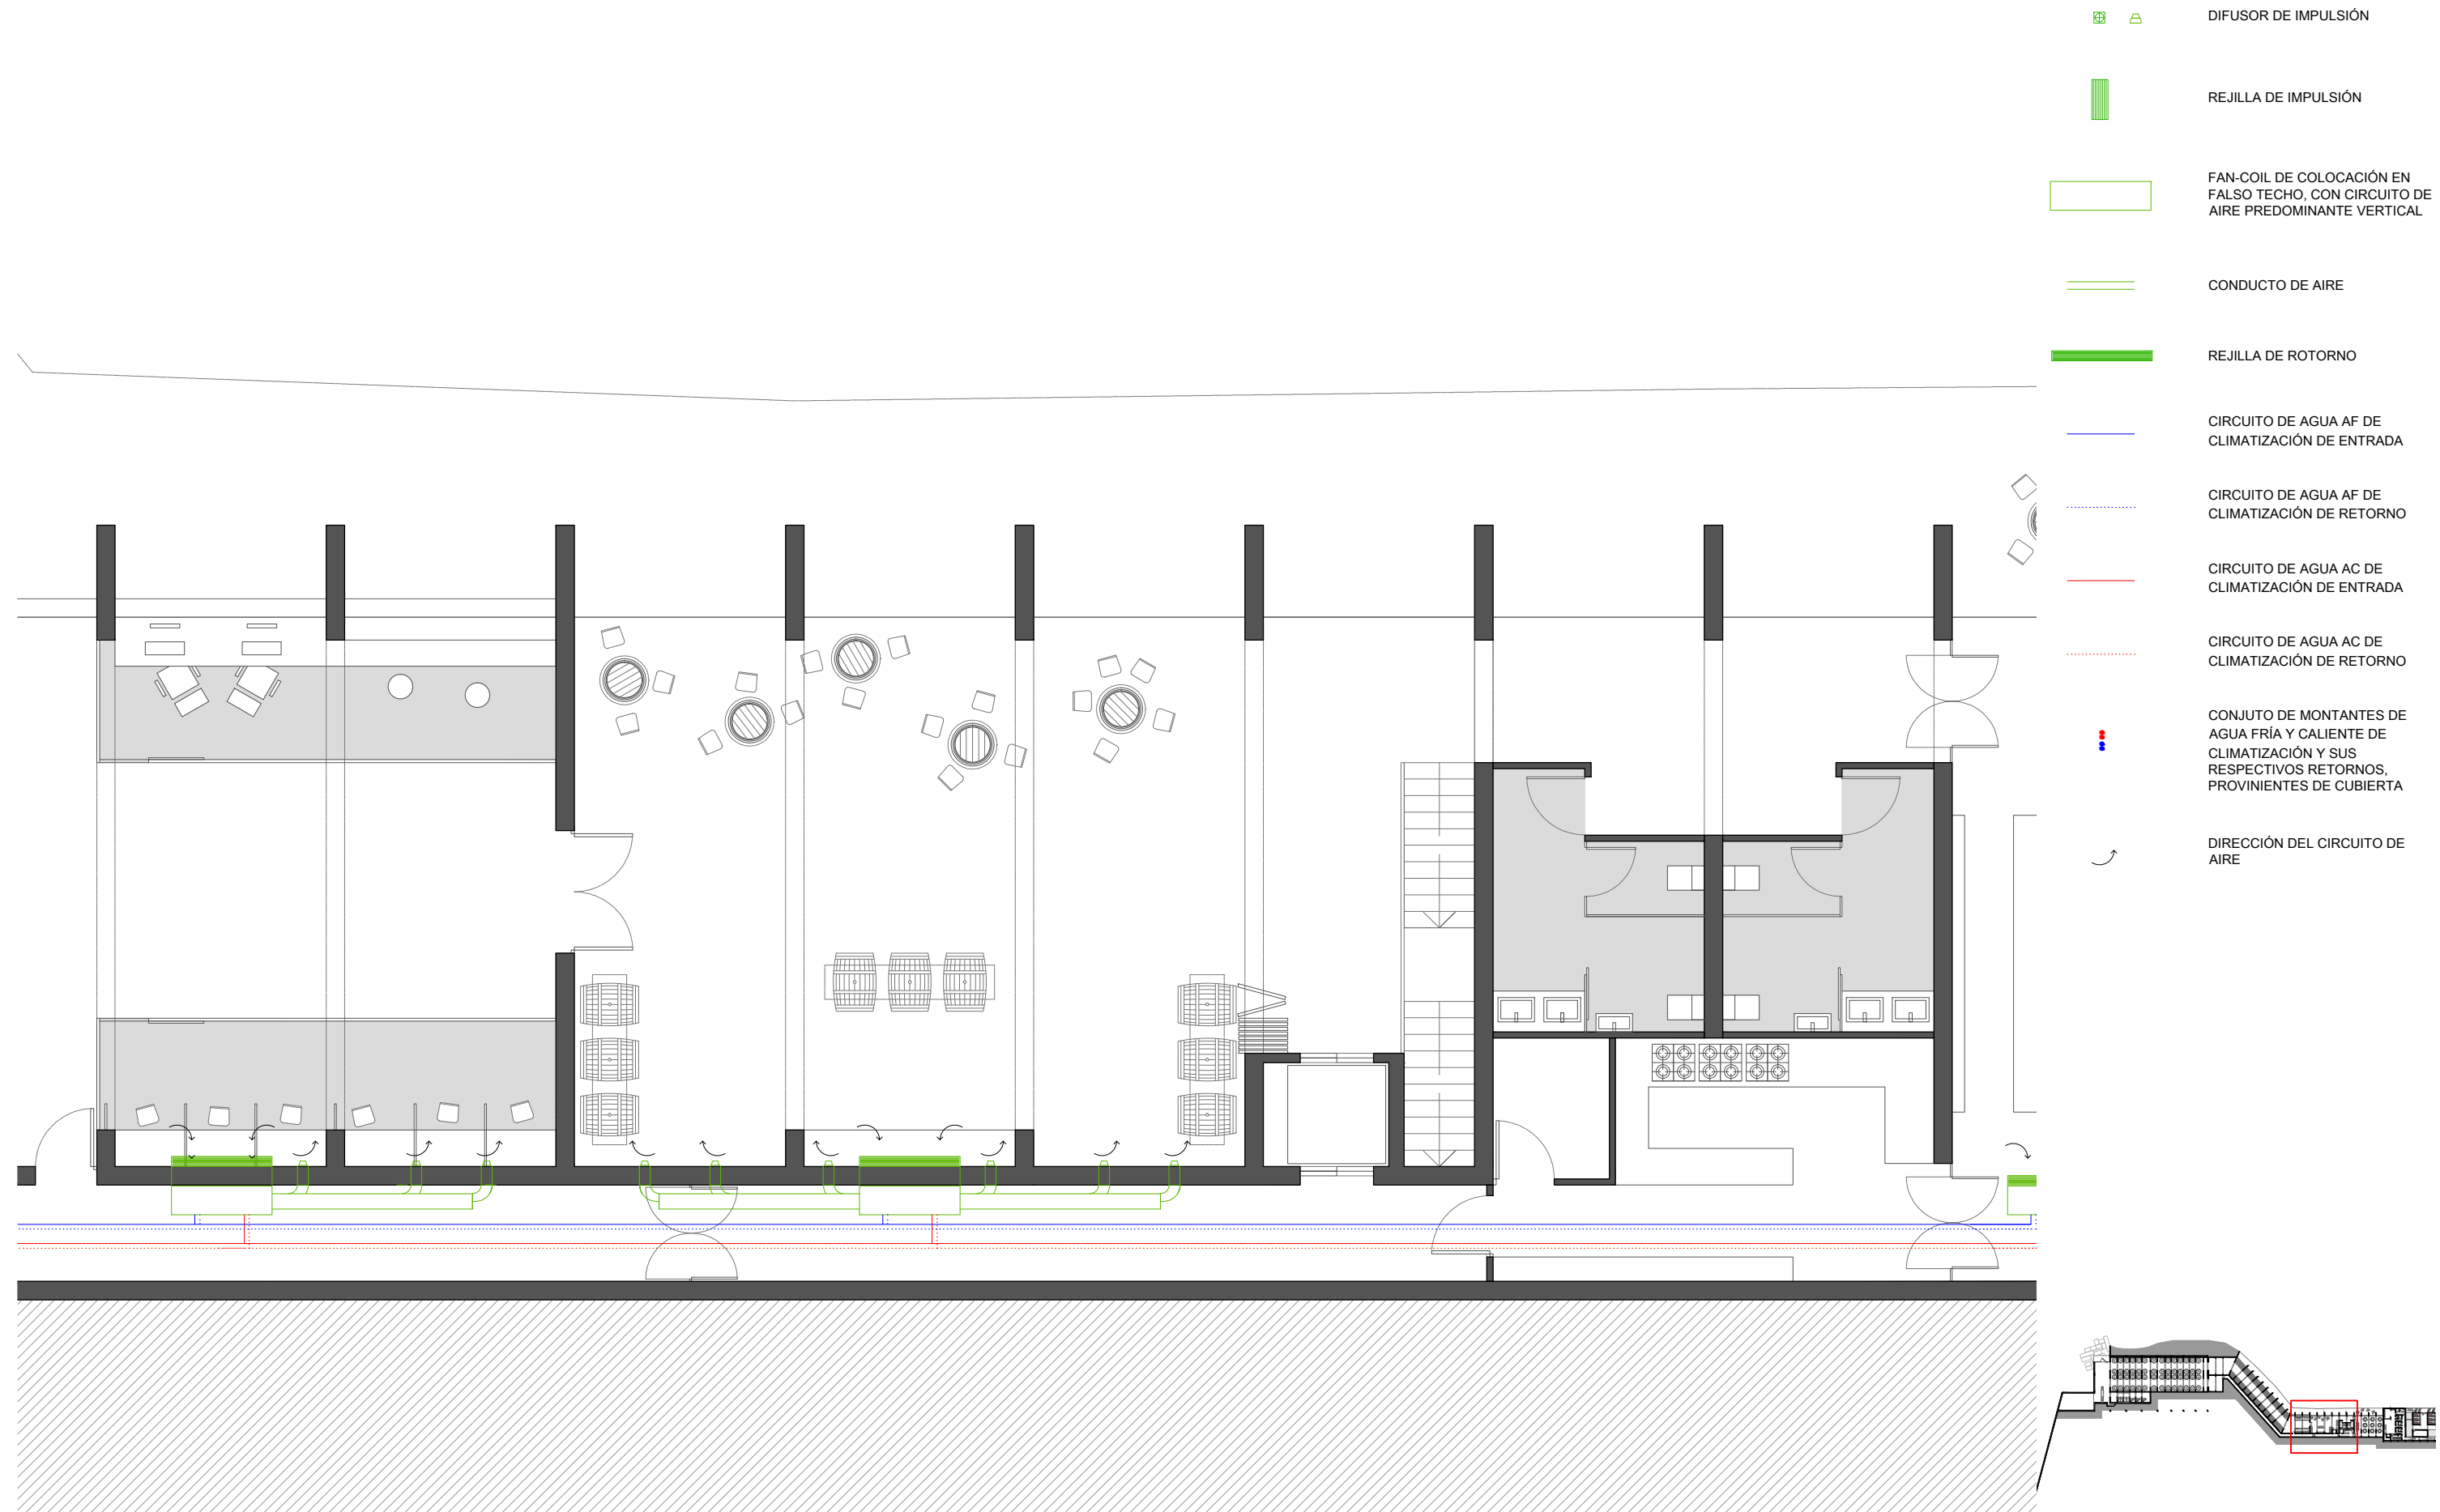 DIFUSOR DE IMPULSIÓN
REJILLA DE IMPULSIÓN
FAN-COIL DE COLOCACIÓN EN
FALSO TECHO, CON CIRCUITO DE
AIRE PREDOMINANTE VERTICAL
CONDUCTO DE AIRE
REJILLA DE ROTORNO
CIRCUITO DE AGUA AF DE
CLIMATIZACIÓN DE ENTRADA
CIRCUITO DE AGUA AF DE
CLIMATIZACIÓN DE RETORNO
CIRCUITO DE AGUA AC DE
CLIMATIZACIÓN DE ENTRADA
CIRCUITO DE AGUA AC DE
CLIMATIZACIÓN DE RETORNO
CONJUTO DE MONTANTES DE
AGUA FRÍA Y CALIENTE DE
CLIMATIZACIÓN Y SUS
RESPECTIVOS RETORNOS,
PROVINIENTES DE CUBIERTA
DIRECCIÓN DEL CIRCUITO DE
AIRE